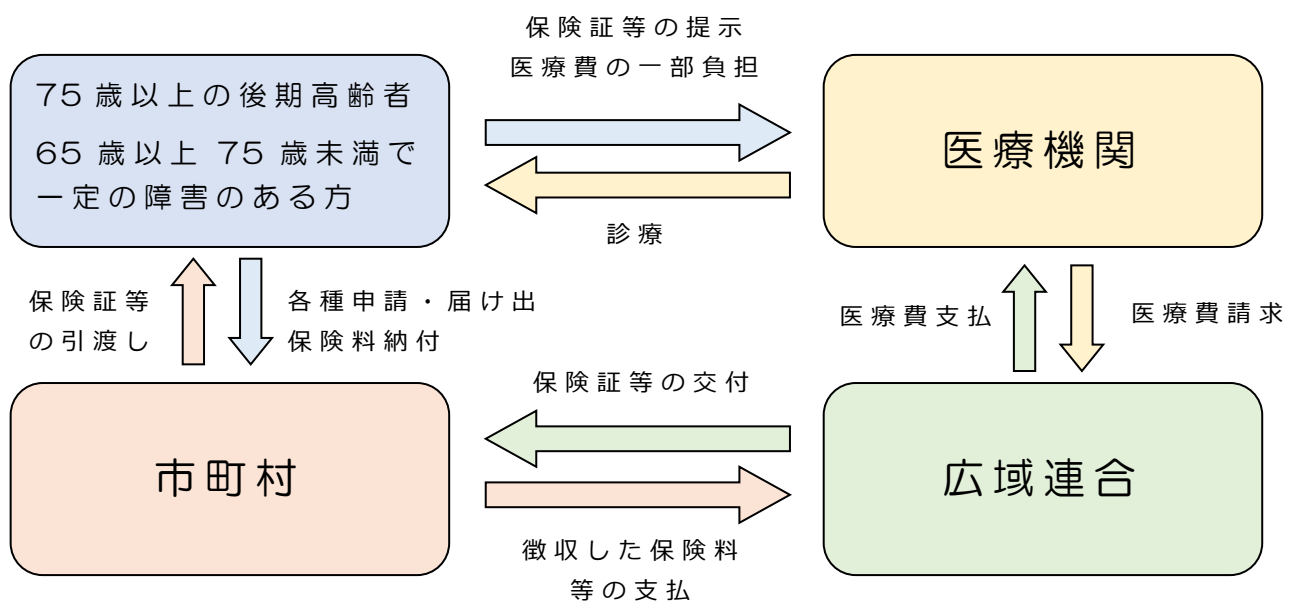 保険証等の提示
医療費の一部負担
75歳以上の後期高齢者
65歳以上 75歳未満で
一定の障害のある方
医療機関
診療
保険証等
の引渡し
各種申請・届け出
保険料納付
医療費支払
医療費請求
保険証等の交付
市町村
広域連合
徴収した保険料
等の支払